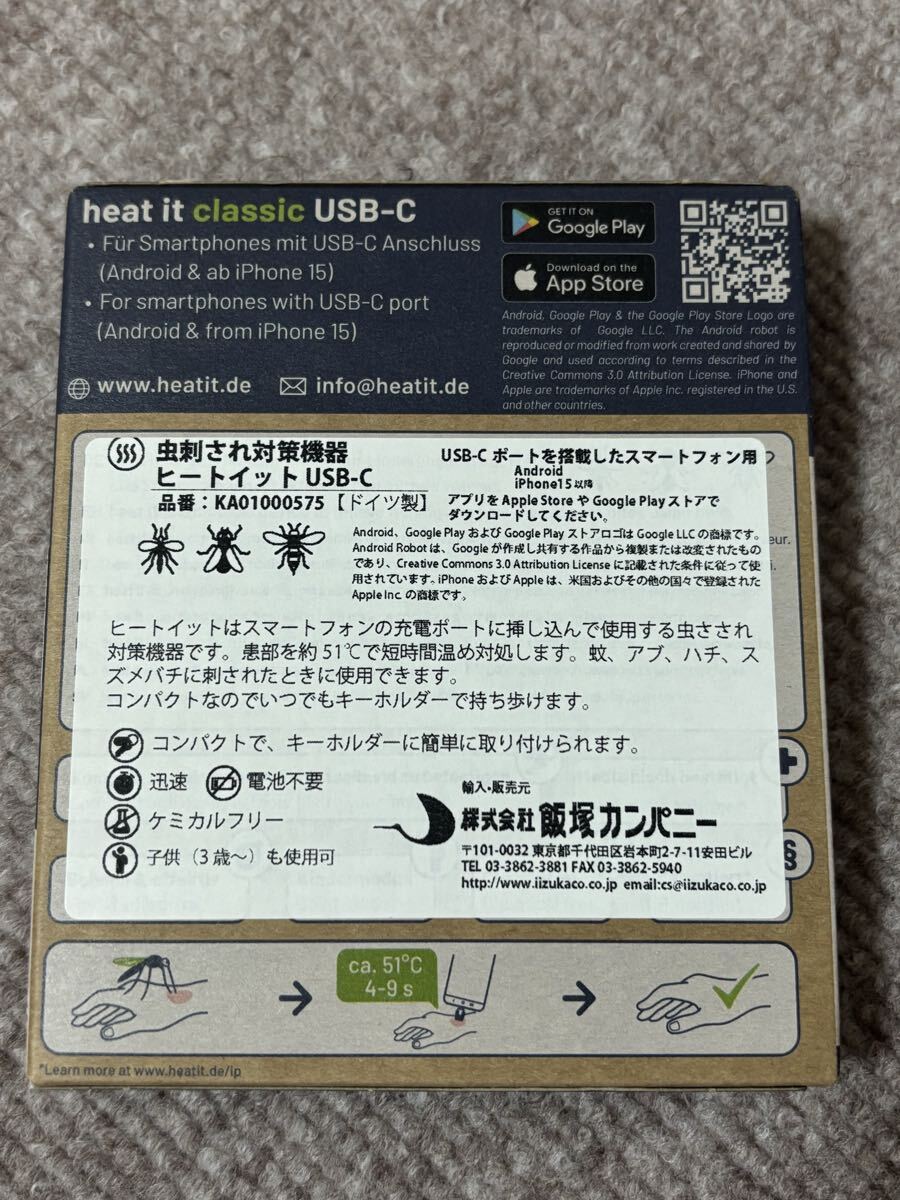 heat it classic USB-C
• Für Smartphones mit USB-C Anschluss
(Android & ab iPhone 15)
• For smartphones with USB-C port
(Android & from iPhone 15)
www.heatit.de info@heatit.de
GET IT ON
Google Play
Download on the
App Store
Android, Google Play & the Google Play Store Logo are
trademarks of Google LLC. The Android robot is
reproduced or modified from work created and shared by
Google and used according to terms described in the
Creative Commons 3.0 Attribution License. iPhone and
Apple are trademarks of Apple Inc. registered in the U.S.
and other countries.
虫刺され対策機器
ヒートイット USB-C
品番：KA01000575【ドイツ製】
USB-C ポートを搭載したスマートフォン用
Android
iPhone15以降
アプリを Apple Store や Google Play ストアで
ダウンロードしてください。
Android、Google Play および Google Play ストアロゴは Google LLC の商標です。
Android Robot は、Google が作成し共有する作品から複製または改変されたもの
であり、Creative Commons 3.0 Attribution License に記載された条件に従って使
用されています。iPhone および Apple は、米国およびその他の国々で登録された
Apple Inc. の商標です。
ヒートイットはスマートフォンの充電ポートに挿し込んで使用する虫さされ
対策機器です。患部を約 51℃で短時間温め対処します。蚊、アブ、ハチ、ス
ズメバチに刺されたときに使用できます。
コンパクトなのでいつでもキーホルダーで持ち歩けます。
コンパクトで、キーホルダーに簡単に取り付けられます。
迅速 電池不要
ケミカルフリー
子供（3 歳～）も使用可
輸入・販売元
株式会社 飯塚カンパニー
〒101-0032 東京都千代田区岩本町2-7-11安田ビル
TEL 03-3862-3881 FAX 03-3862-5940
http://www.iizukaco.co.jp email:cs@iizukaco.co.jp
ca. 51°C
4-9 s
*Learn more at www.heatit.de/ip